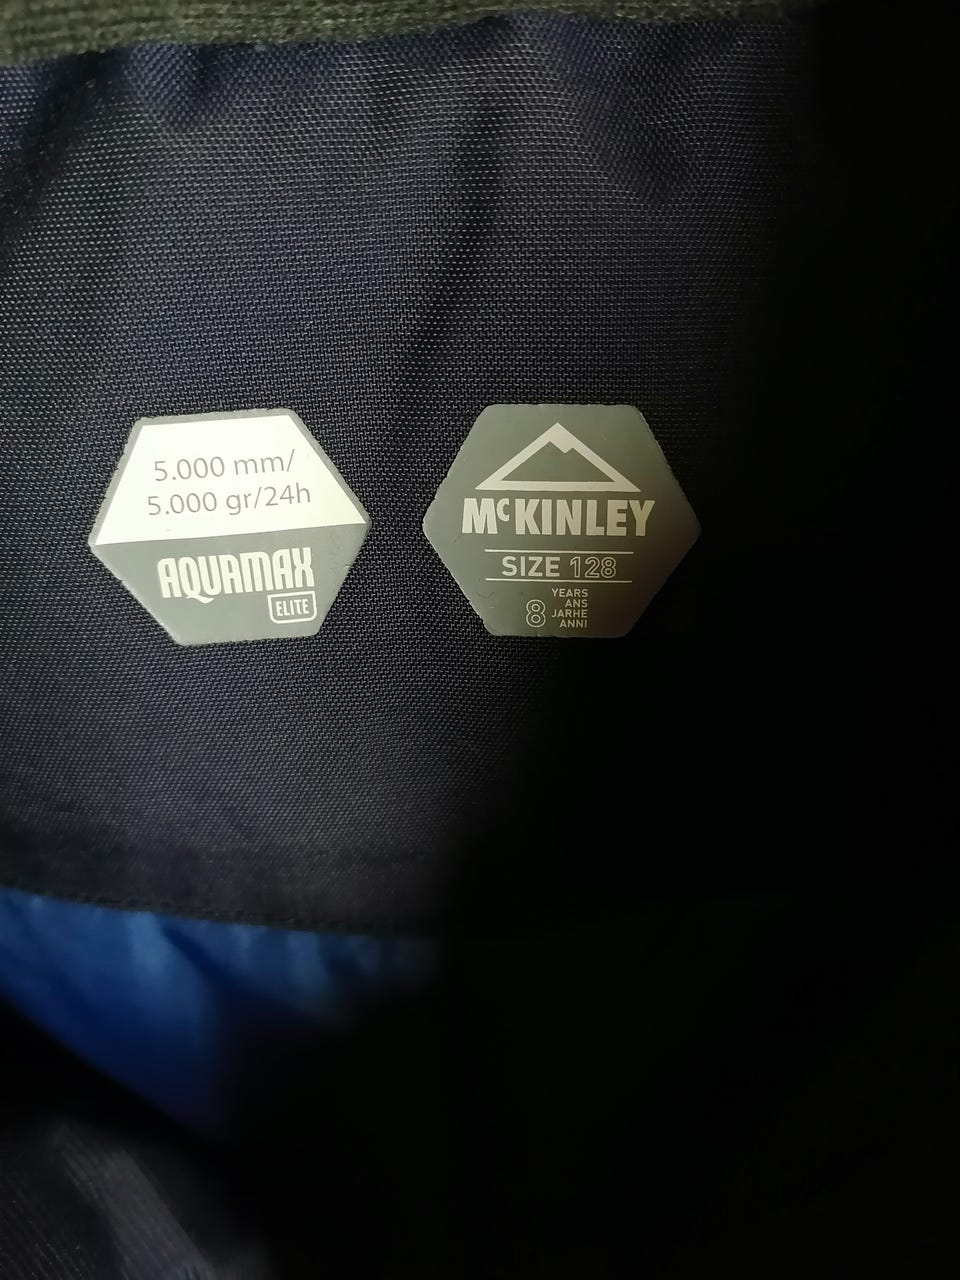 5.000 mm/
5.000 gr/24h
AQUAMAX
ELITE
McKINLEY
SIZE 128
8 YEARS
ANS
JARHE
ANNI